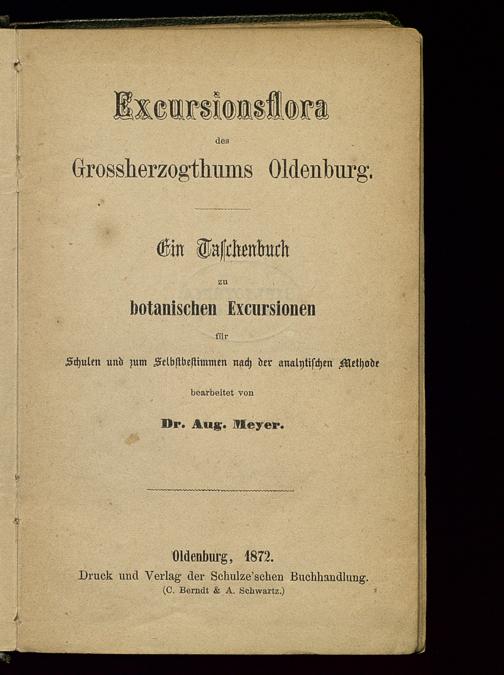 Excursionsflora
des
Grossherzogthums Oldenburg.
Ein Taſchenbuch
zu
botanischen Excursionen
für
Schulen und zum Selbſtbeſtimmen nach der analytiſchen Methode
bearbeitet von
Dr. Aug. Meyer.
Oldenburg, 1872.
Druck und Verlag der Schulze'schen Buchhandlung.
(C. Berndt & A. Schwartz.)